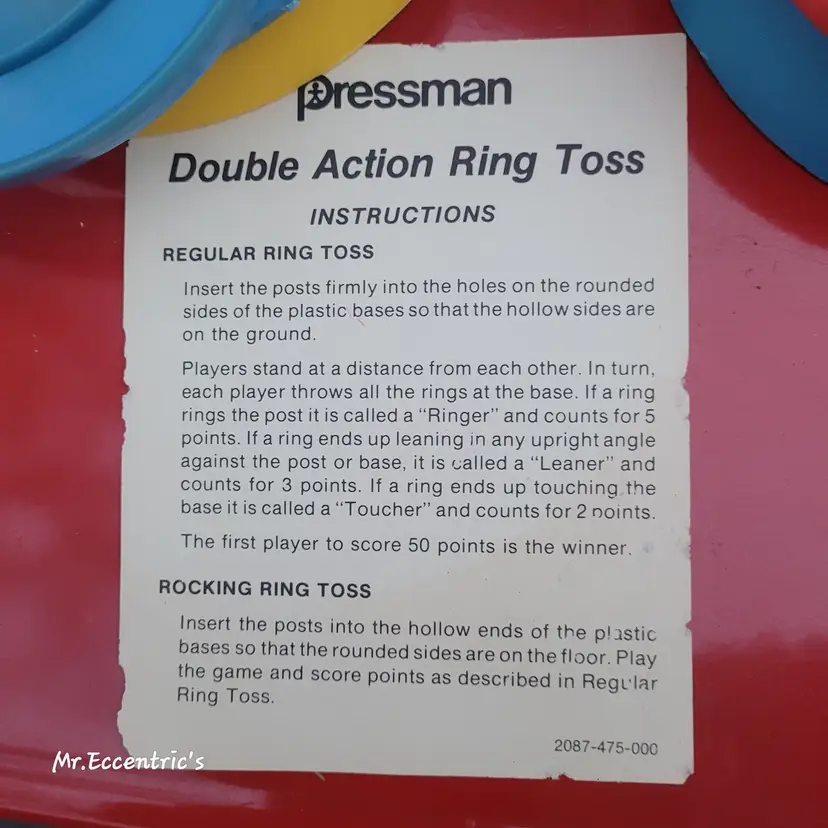 pressman
Double Action Ring Toss
INSTRUCTIONS
REGULAR RING TOSS
Insert the posts firmly into the holes on the rounded
sides of the plastic bases so that the hollow sides are
on the ground.
Players stand at a distance from each other. In turn,
each player throws all the rings at the base. If a ring
rings the post it is called a “Ringer” and counts for 5
points. If a ring ends up leaning in any upright angle
against the post or base, it is called a “Leaner” and
counts for 3 points. If a ring ends up touching the
base it is called a “Toucher” and counts for 2 points.
The first player to score 50 points is the winner.
ROCKING RING TOSS
Insert the posts into the hollow ends of the plastic
bases so that the rounded sides are on the floor. Play
the game and score points as described in Regular
Ring Toss.
2087-475-000
Mr.Eccentric's